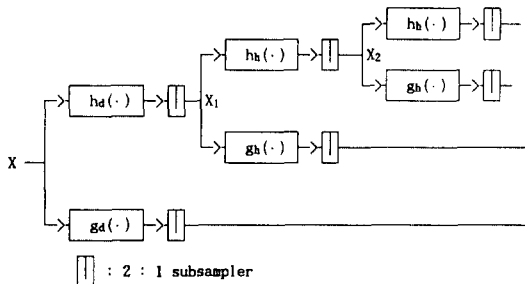 hh(·)
hh(·)
X2
hd(·)
X1
gh(·)
gh(·)
X
gd(·)
: 2 : 1 subsampler